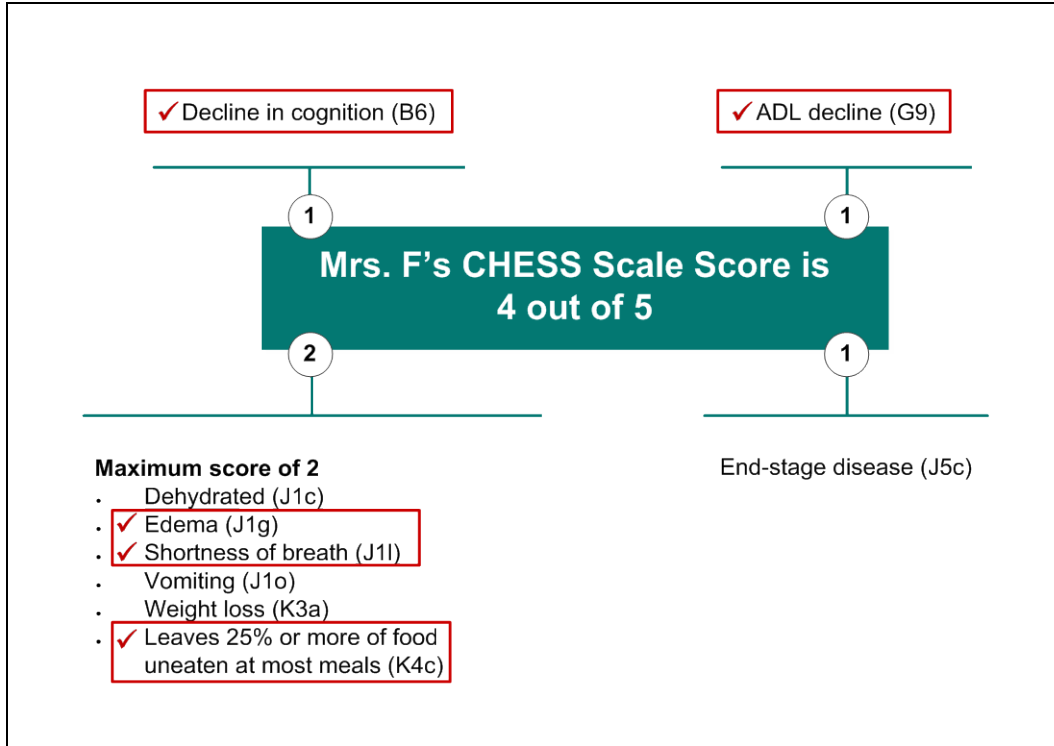 ✓ Decline in cognition (B6)
✓ ADL decline (G9)
1
1
Mrs. F’s CHESS Scale Score is
4 out of 5
2
1
Maximum score of 2
• Dehydrated (J1c)
• ✓ Edema (J1g)
• ✓ Shortness of breath (J1l)
• Vomiting (J1o)
• Weight loss (K3a)
• ✓ Leaves 25% or more of food
uneaten at most meals (K4c)
End-stage disease (J5c)